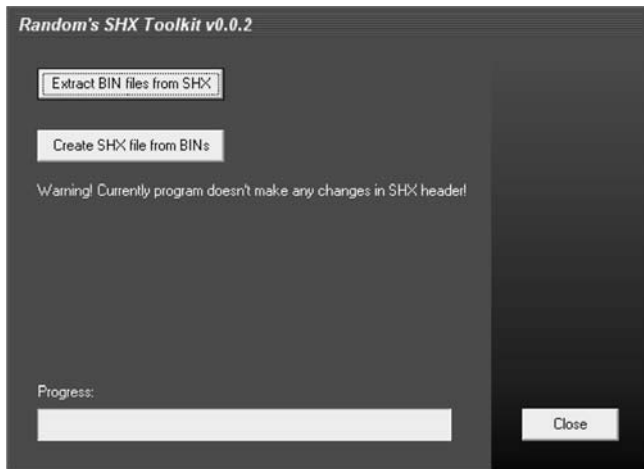 Random's SHX Toolkit v0.0.2
Extract BIN files from SHX
Create SHX file from BINs
Warning! Currently program doesn't make any changes in SHX header!
Progress:
Close